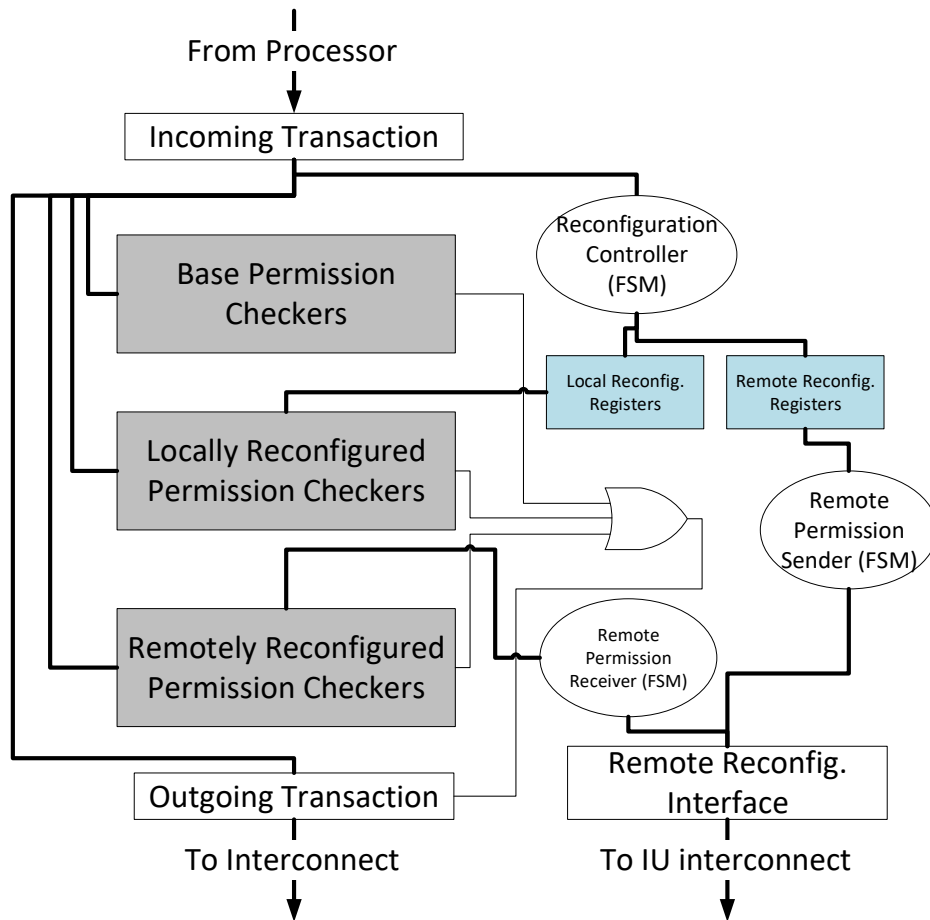 From Processor
Incoming Transaction
Reconfiguration
Controller
(FSM)
Base Permission
Checkers
Local Reconfig.
Registers
Remote Reconfig.
Registers
Locally Reconfigured
Permission Checkers
Remote
Permission
Sender (FSM)
Remotely Reconfigured
Permission Checkers
Remote
Permission
Receiver (FSM)
Outgoing Transaction
Remote Reconfig.
Interface
To Interconnect
To IU interconnect